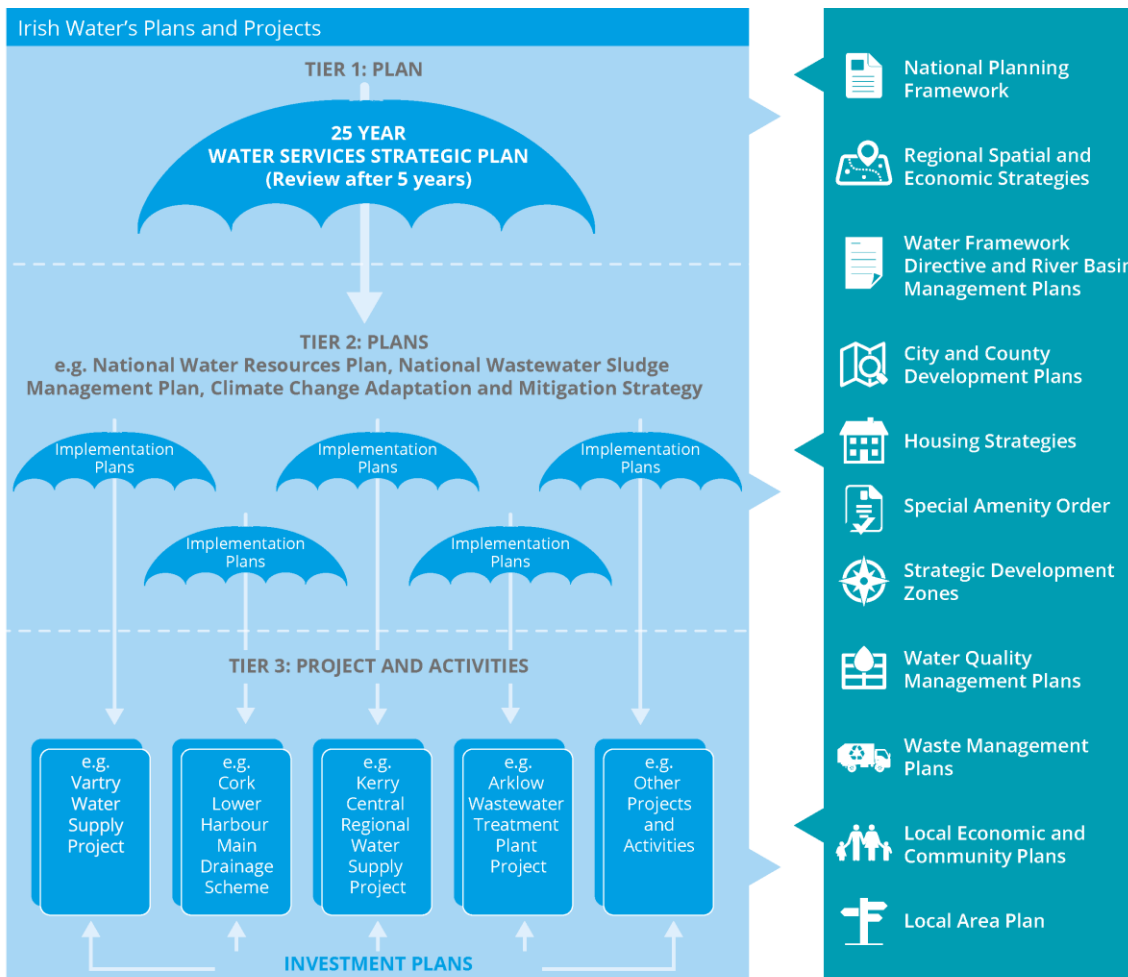 Irish Water's Plans and Projects
TIER 1: PLAN
25 YEAR
WATER SERVICES STRATEGIC PLAN
(Review after 5 years)
TIER 2: PLANS
e.g. National Water Resources Plan, National Wastewater Sludge
Management Plan, Climate Change Adaptation and Mitigation Strategy
Implementation
Plans
Implementation
Plans
Implementation
Plans
Implementation
Plans
Implementation
Plans
TIER 3: PROJECT AND ACTIVITIES
e.g.
Vartry
Water
Supply
Project
e.g.
Cork
Lower
Harbour
Main
Drainage
Scheme
e.g.
Kerry
Central
Regional
Water
Supply
Project
e.g.
Arklow
Wastewater
Treatment
Plant
Project
e.g.
Other
Projects
and
Activities
INVESTMENT PLANS
National Planning
Framework
Regional Spatial and
Economic Strategies
Water Framework
Directive and River Basin
Management Plans
City and County
Development Plans
Housing Strategies
Special Amenity Order
Strategic Development
Zones
Water Quality
Management Plans
Waste Management
Plans
Local Economic and
Community Plans
Local Area Plan